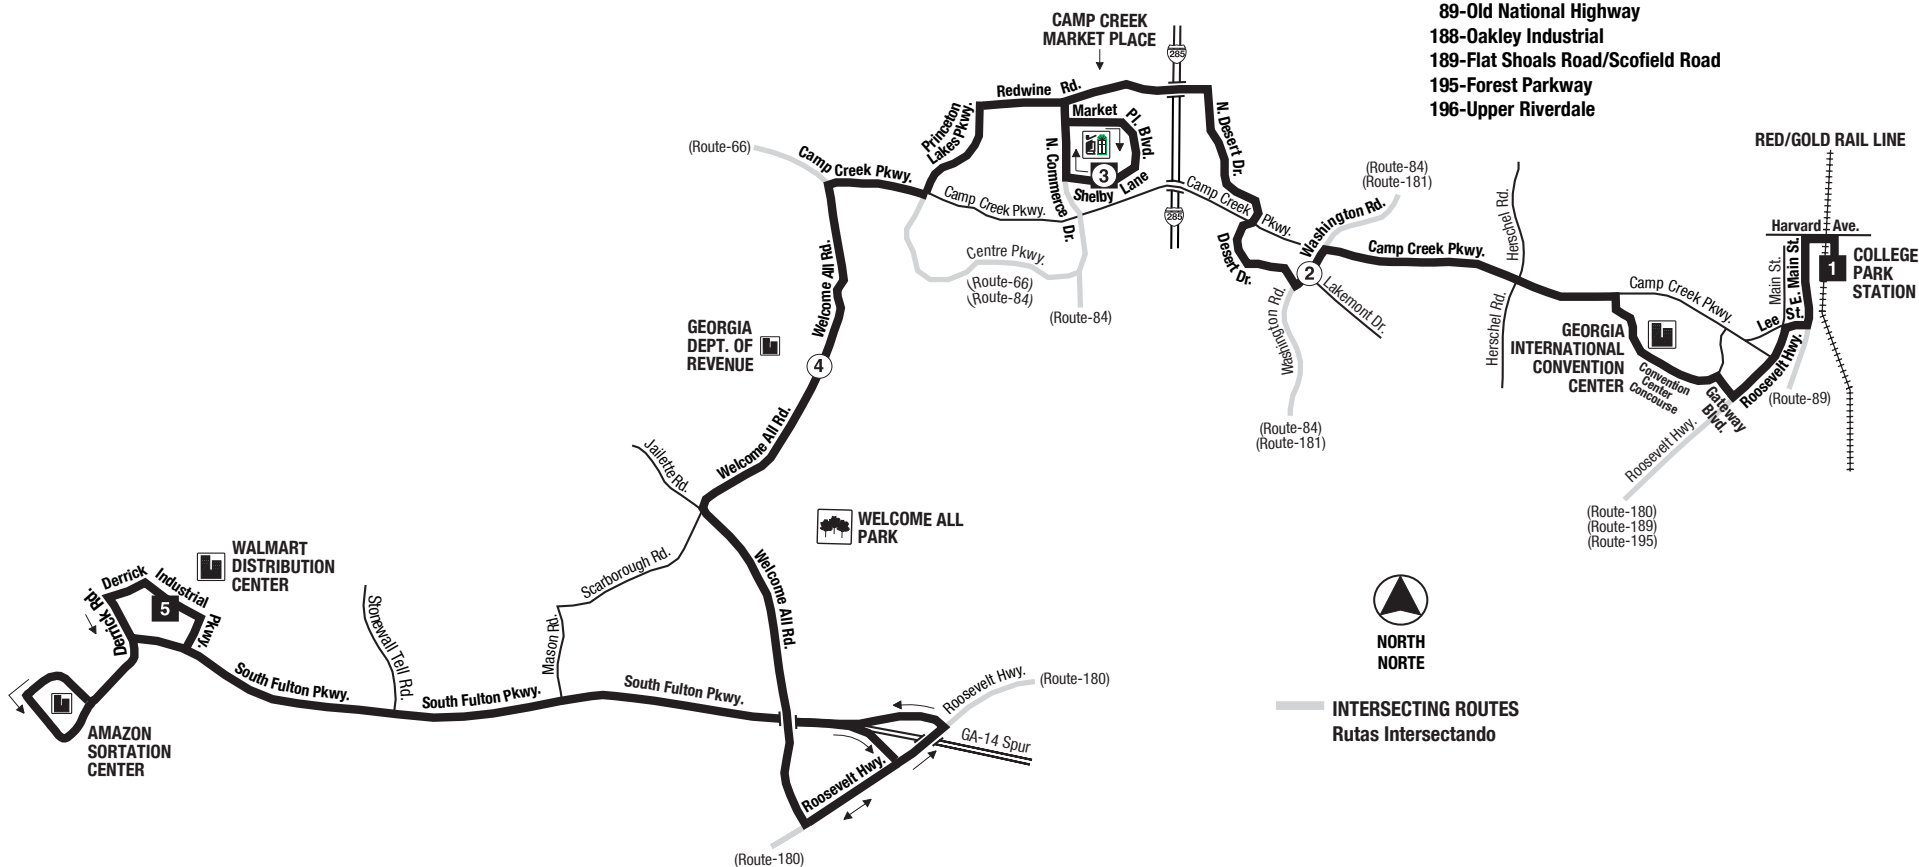 89-Old National Highway
188-Oakley Industrial
189-Flat Shoals Road/Scofield Road
195-Forest Parkway
196-Upper Riverdale
CAMP CREEK
MARKET PLACE
285
Redwine Rd.
Princeton
Lakes Pkwy.
Market Pl. Blvd.
N. Commerce Dr.
3
Shelby Lane
N. Desert Dr.
(Route-66)
Camp Creek Pkwy.
Camp Creek Pkwy.
Camp Creek Pkwy.
285
Centre Pkwy.
(Route-66)
(Route-84)
(Route-84)
Desert Dr.
(Route-84)
(Route-181)
Washington Rd.
2
Lakemont Dr.
Washington Rd.
(Route-84)
(Route-181)
Camp Creek Pkwy.
Herschel Rd.
Herschel Rd.
RED/GOLD RAIL LINE
Harvard Ave.
Main St.
E. Main St.
1
COLLEGE
PARK
STATION
Camp Creek Pkwy.
Lee St.
GEORGIA
INTERNATIONAL
CONVENTION
CENTER
Convention
Center
Concourse
Gateway
Blvd.
Roosevelt Hwy.
(Route-89)
Roosevelt Hwy.
(Route-180)
(Route-189)
(Route-195)
Welcome All Rd.
GEORGIA
DEPT. OF
REVENUE
4
Welcome All Rd.
Jailette Rd.
WELCOME ALL
PARK
Scarborough Rd.
Welcome All Rd.
Mason Rd.
WALMART
DISTRIBUTION
CENTER
Derrick Industrial Pkwy.
Derrick Rd.
5
Stonewall Tell Rd.
South Fulton Pkwy.
South Fulton Pkwy.
South Fulton Pkwy.
AMAZON
SORTATION
CENTER
Roosevelt Hwy.
(Route-180)
GA-14 Spur
Roosevelt Hwy.
(Route-180)
NORTH
NORTE
INTERSECTING ROUTES
Rutas Intersectando